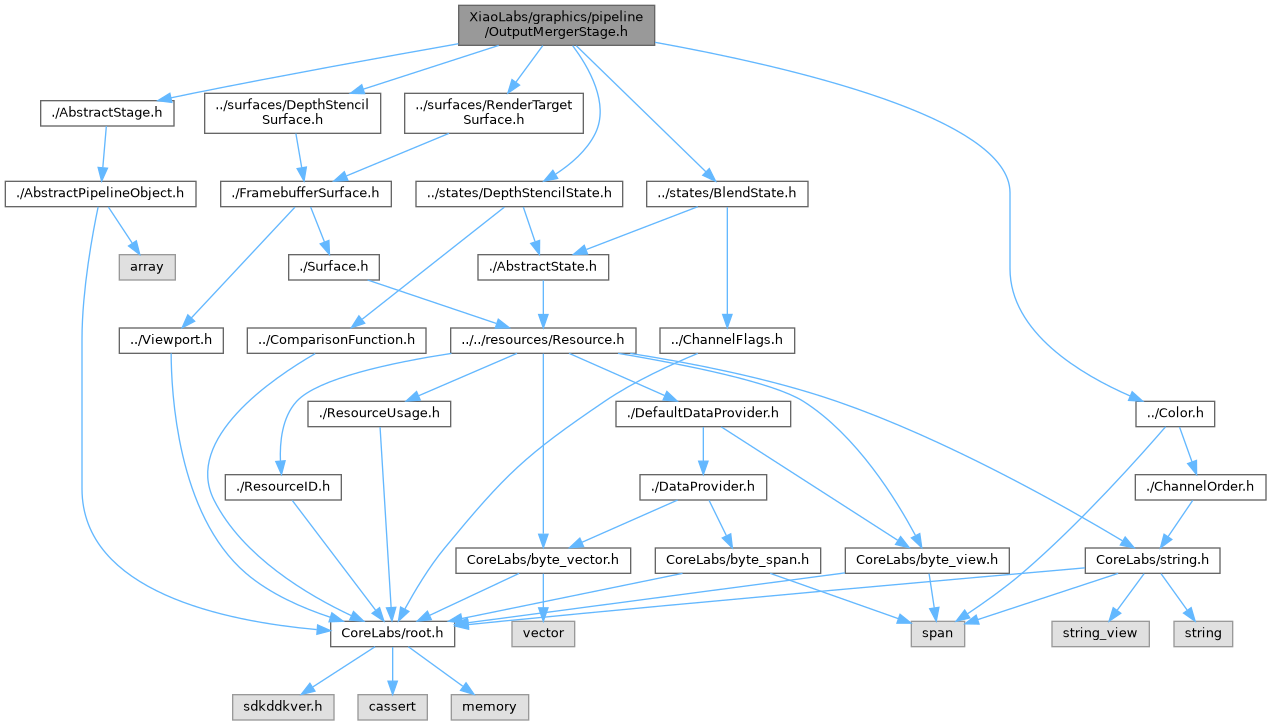 XiaoLabs/graphics/pipeline
/OutputMergerStage.h
./AbstractStage.h
../surfaces/DepthStencil
Surface.h
../surfaces/RenderTarget
Surface.h
./AbstractPipelineObject.h
./FramebufferSurface.h
../states/DepthStencilState.h
../states/BlendState.h
array
./Surface.h
./AbstractState.h
../Viewport.h
../ComparisonFunction.h
../../resources/Resource.h
../ChannelFlags.h
./ResourceUsage.h
./DefaultDataProvider.h
../Color.h
./ResourceID.h
./DataProvider.h
./ChannelOrder.h
CoreLabs/byte_vector.h
CoreLabs/byte_span.h
CoreLabs/byte_view.h
CoreLabs/string.h
CoreLabs/root.h
vector
span
string_view
string
sdkddkver.h
cassert
memory